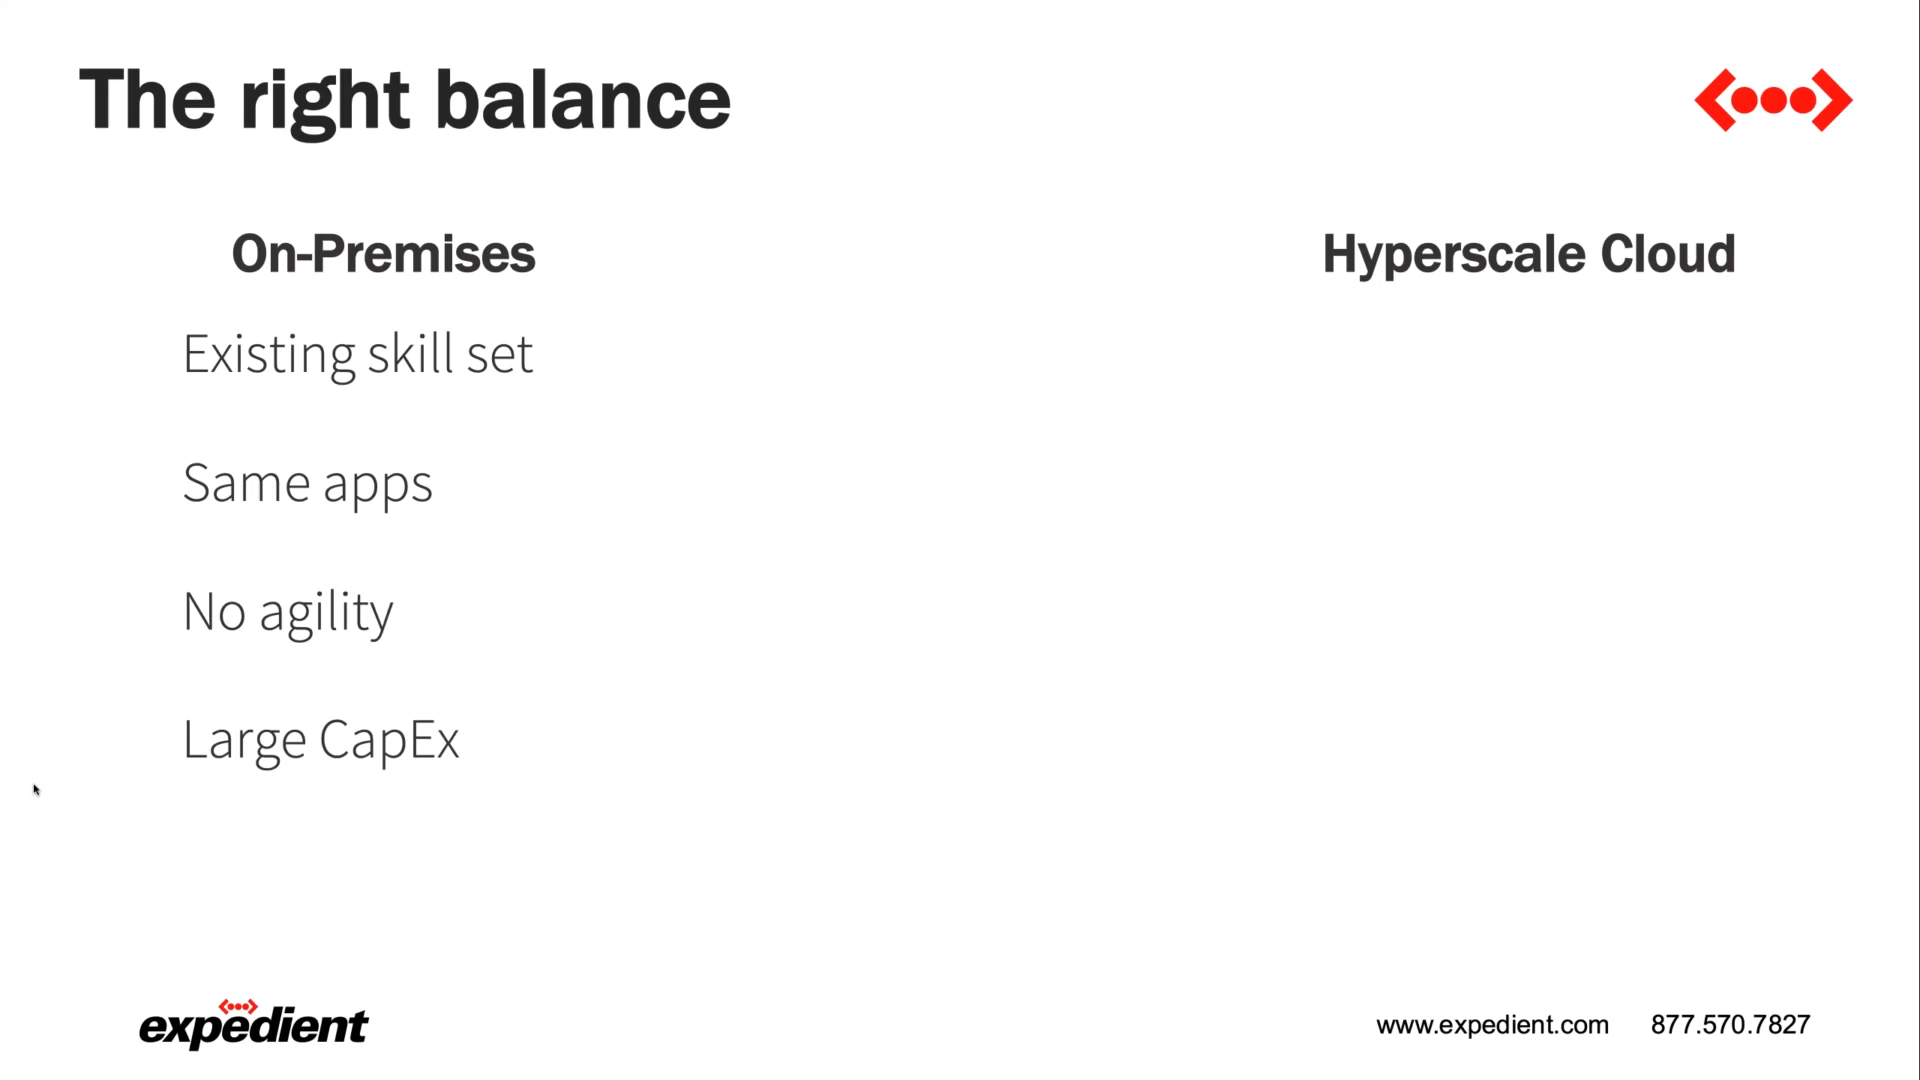 The right balance
On-Premises
Existing skill set
Same apps
No agility
Large CapEx
Hyperscale Cloud
expedient
www.expedient.com 877.570.7827